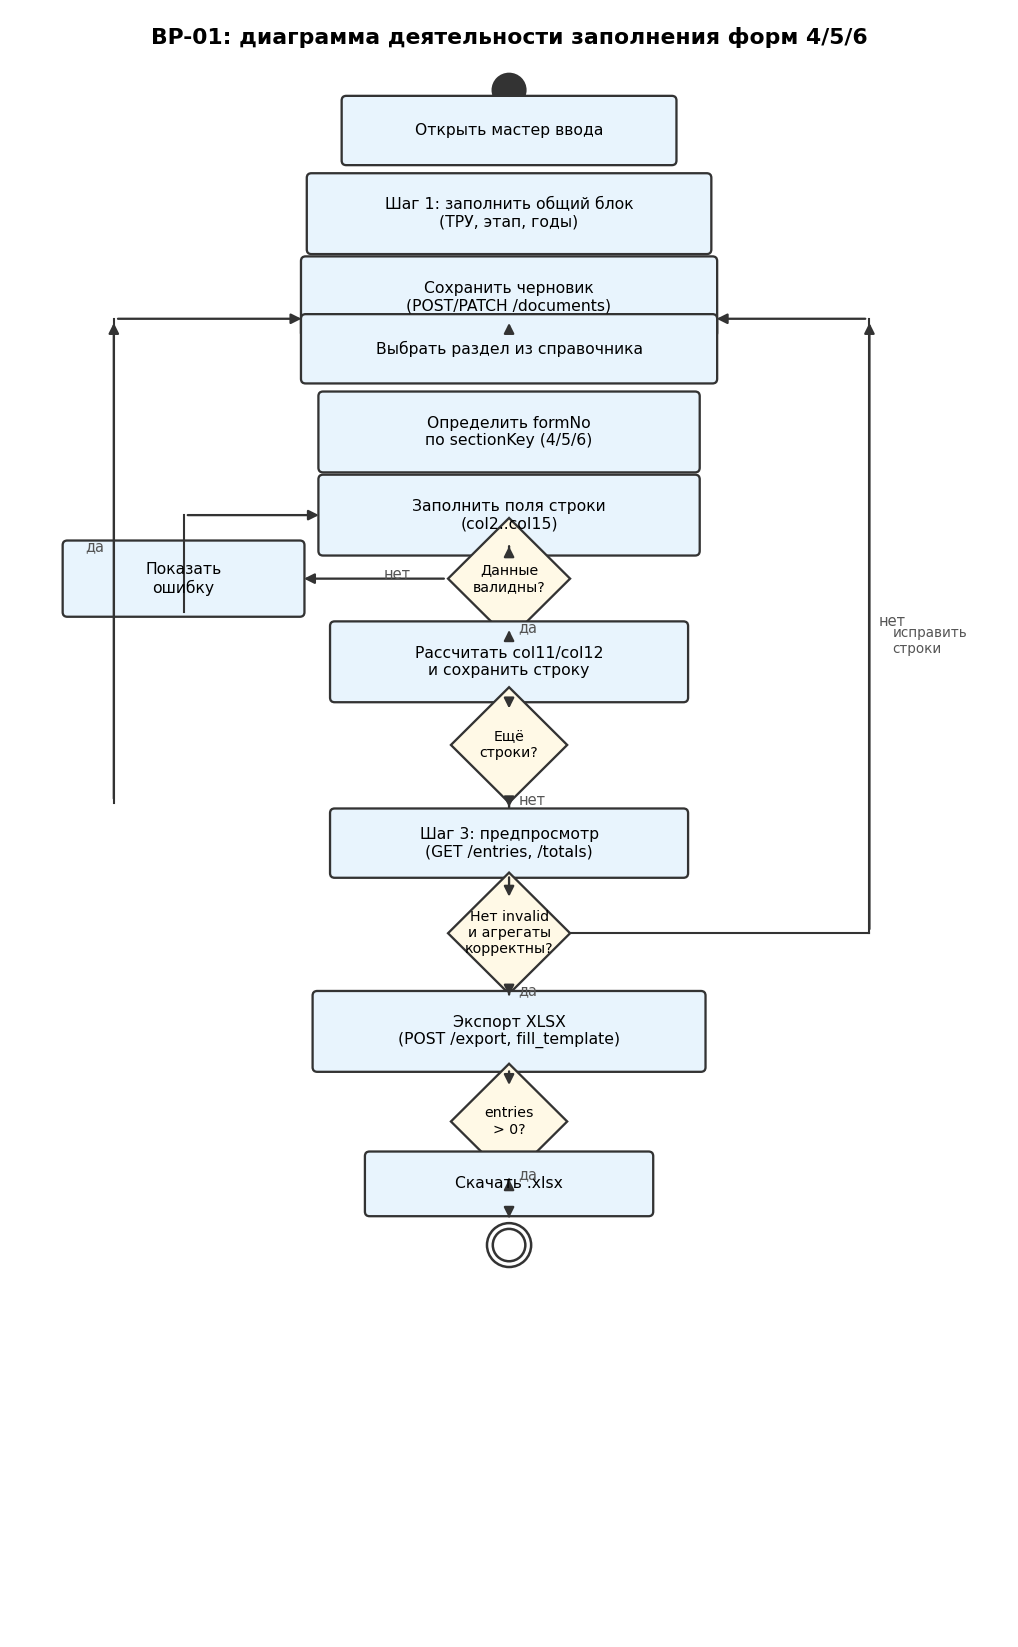 BP-01: диаграмма деятельности заполнения форм 4/5/6
Открыть мастер ввода
Шаг 1: заполнить общий блок
(ТРУ, этап, годы)
Сохранить черновик
(POST/PATCH /documents)
Выбрать раздел из справочника
Определить formNo
по sectionKey (4/5/6)
Заполнить поля строки
(col2..col15)
да
Показать
ошибку
нет
Данные
валидны?
да
нет
исправить
строки
Рассчитать col11/col12
и сохранить строку
Ещё
строки?
нет
Шаг 3: предпросмотр
(GET /entries, /totals)
Нет invalid
и агрегаты
корректны?
да
Экспорт XLSX
(POST /export, fill_template)
entries
> 0?
да
Скачать .xlsx